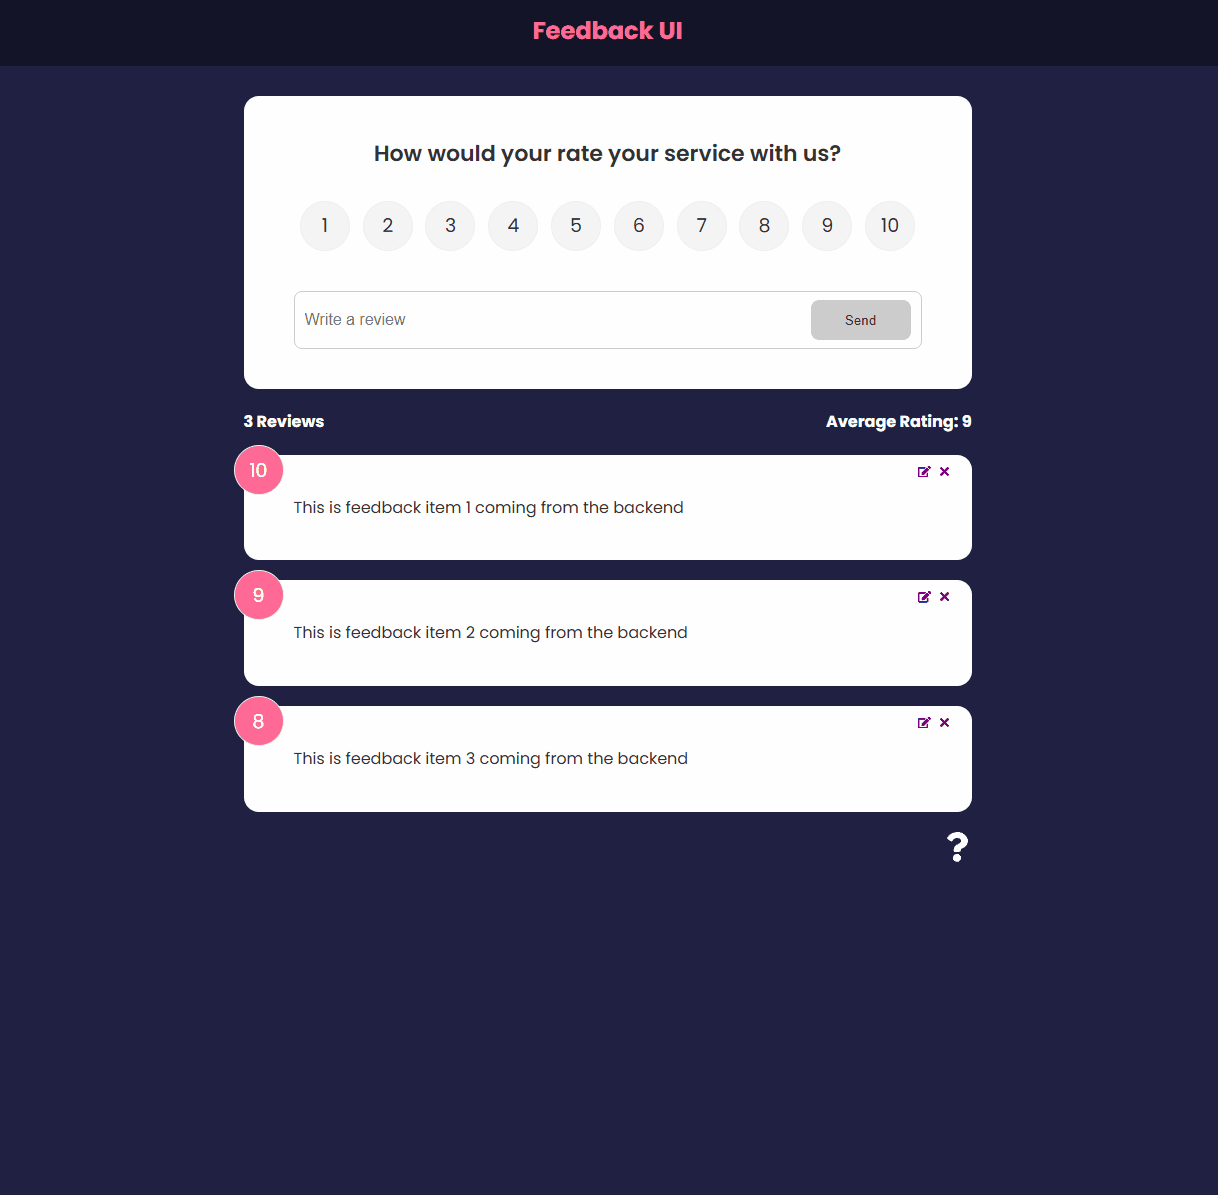 Feedback UI
How would your rate your service with us?
1 2 3 4 5 6 7 8 9 10
Write a review Send
3 Reviews Average Rating: 9
10
This is feedback item 1 coming from the backend
9
This is feedback item 2 coming from the backend
8
This is feedback item 3 coming from the backend
?